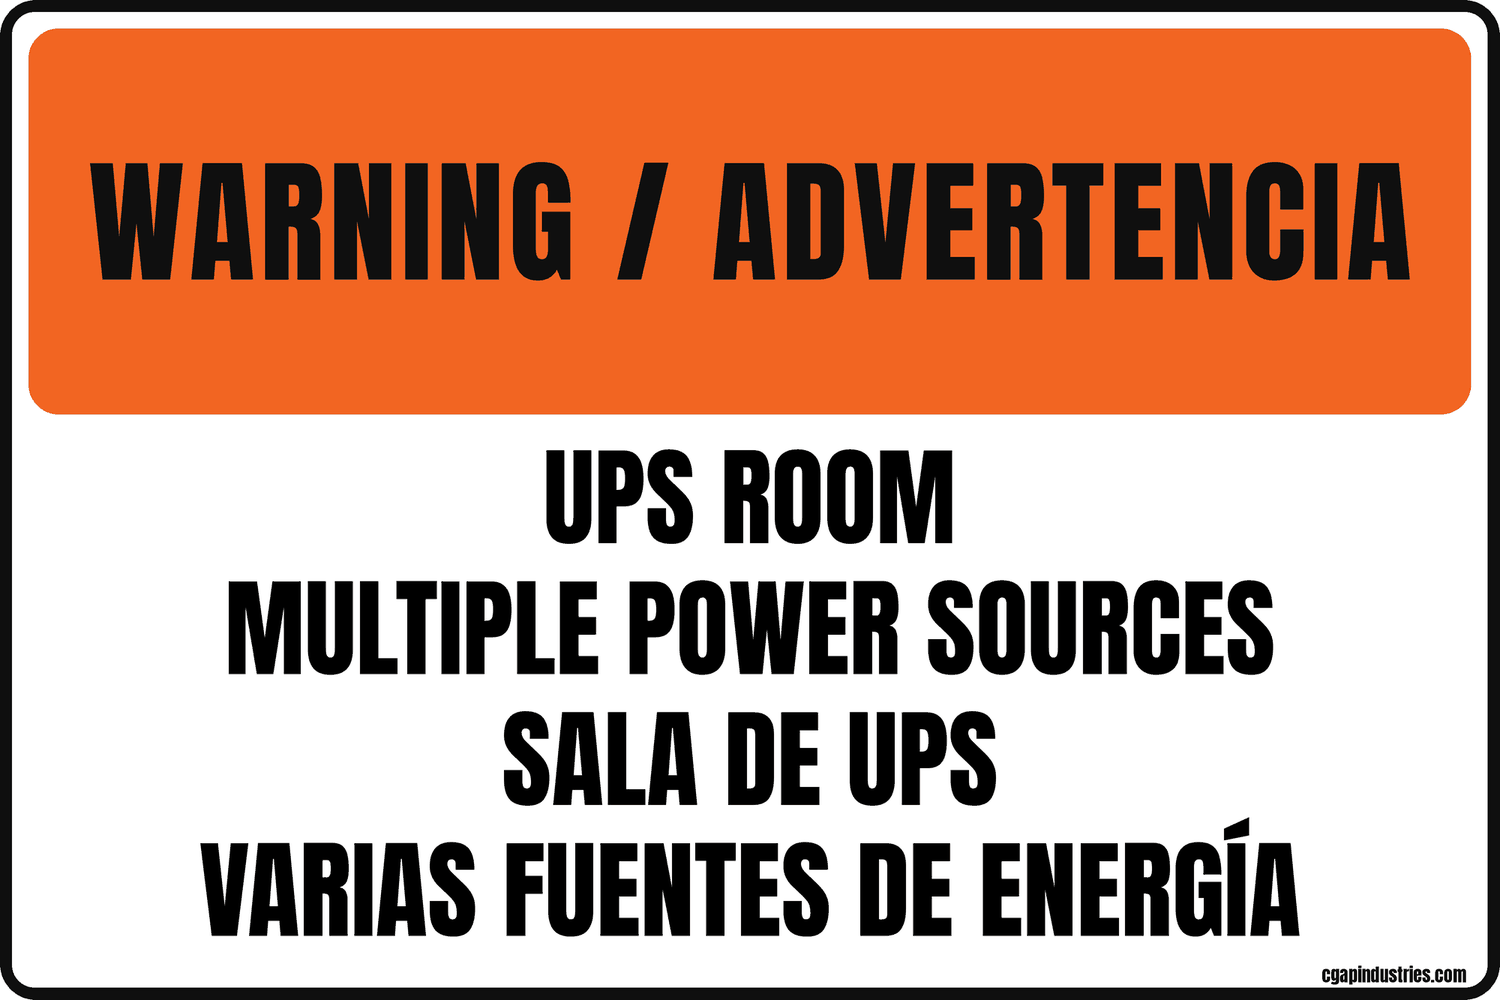 WARNING / ADVERTENCIA
UPS ROOM
MULTIPLE POWER SOURCES
SALA DE UPS
VARIAS FUENTES DE ENERGÍA
cgapindustries.com